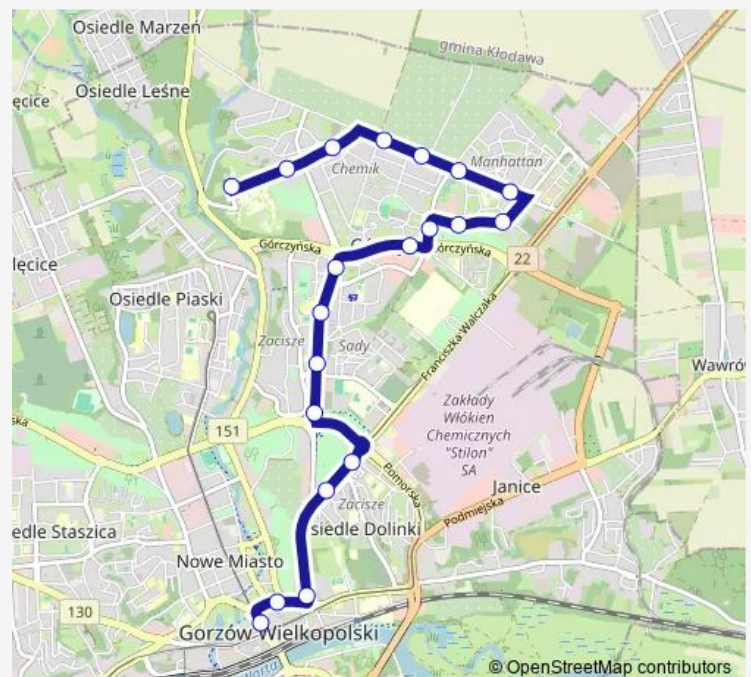 Osiedle Marzeń
gmina Kłodawa
Osiedle Leśne
ęcice
Chemik
Manhattan
Górczyńska
órczyńska
22
lęcice
Osiedle Piaski
Franciszka Walczaka
Zacisze
Sady
Wawró
Zakłady
Włókien
Chemicznych
"Stilon"
SA
151
Pomorska
Janice
Zacisze
Podmiejska
edle Staszica
siedle Dolinki
Nowe Miasto
130
Gorzów Wielkopolski
Warta
© OpenStreetMap contributors